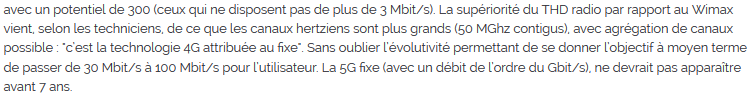 avec un potentiel de 300 (ceux qui ne disposent pas de plus de 3 Mbit/s). La supériorité du THD radio par rapport au Wimax
vient, selon les techniciens, de ce que les canaux hertziens sont plus grands (50 MGhz contigus), avec agrégation de canaux
possible : "c'est la technologie 4G attribuée au fixe". Sans oublier l'évolutivité permettant de se donner l'objectif à moyen terme
de passer de 30 Mbit/s à 100 Mbit/s pour l'utilisateur. La 5G fixe (avec un débit de l'ordre du Gbit/s), ne devrait pas apparaître
avant 7 ans.